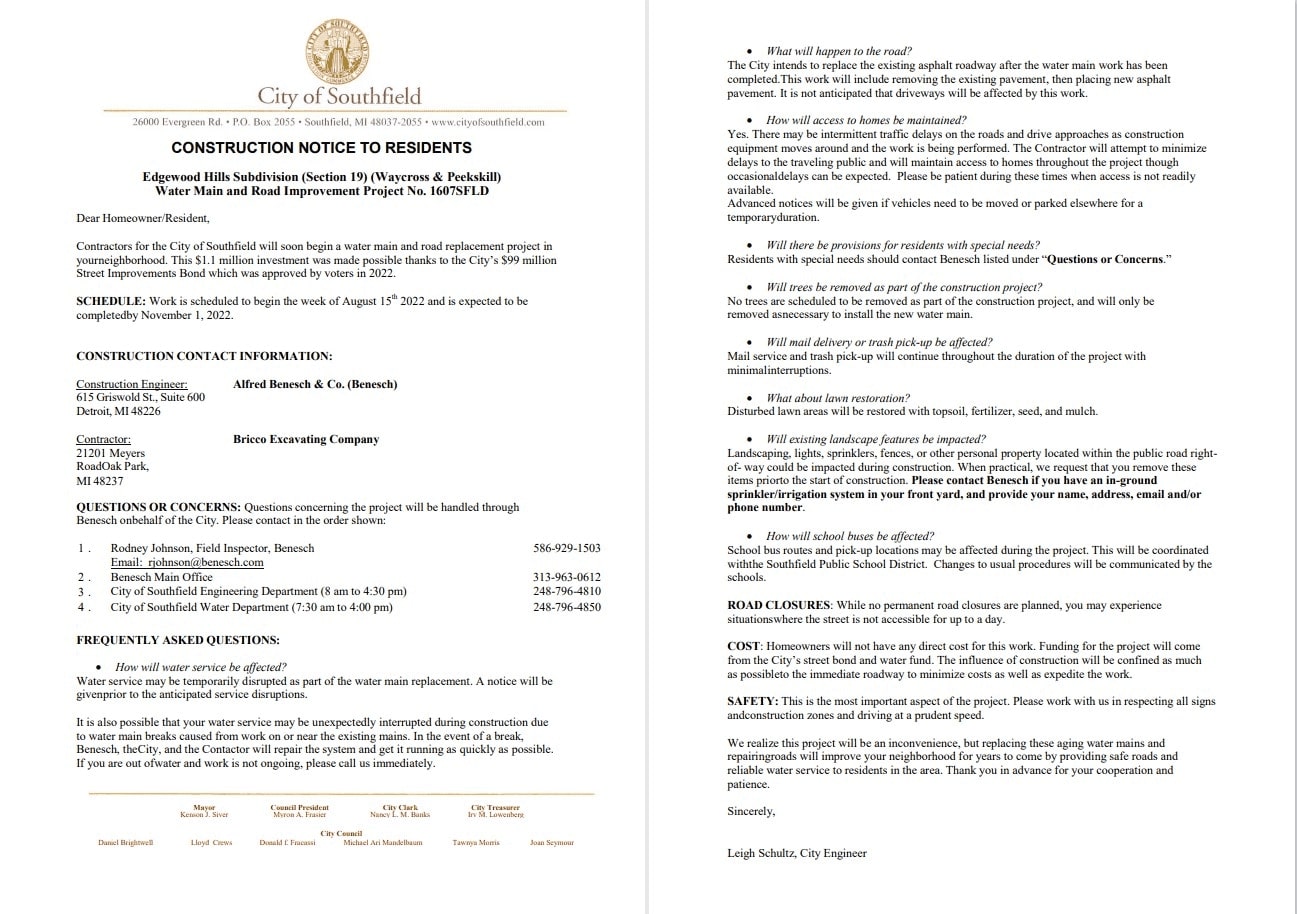 CITY OF SOUTHFIELD
City of Southfield
26000 Evergreen Rd. • P.O. Box 2055 • Southfield, MI 48037-2055 • www.cityofsouthfield.com
CONSTRUCTION NOTICE TO RESIDENTS
Edgewood Hills Subdivision (Section 19) (Waycross & Peekskill)
Water Main and Road Improvement Project No. 1607SFLD
Dear Homeowner/Resident,
Contractors for the City of Southfield will soon begin a water main and road replacement project in
yourneighborhood. This $1.1 million investment was made possible thanks to the City's $99 million
Street Improvements Bond which was approved by voters in 2022.
SCHEDULE: Work is scheduled to begin the week of August 15th 2022 and is expected to be
completedby November 1, 2022.
CONSTRUCTION CONTACT INFORMATION:
Construction Engineer: Alfred Benesch & Co. (Benesch)
615 Griswold St., Suite 600
Detroit, MI 48226
Contractor: Bricco Excavating Company
21201 Meyers
RoadOak Park,
MI 48237
QUESTIONS OR CONCERNS: Questions concerning the project will be handled through
Benesch onbehalf of the City. Please contact in the order shown:
1 . Rodney Johnson, Field Inspector, Benesch 586-929-1503
Email: rjohnson@benesch.com
2 . Benesch Main Office 313-963-0612
3 . City of Southfield Engineering Department (8 am to 4:30 pm) 248-796-4810
4 . City of Southfield Water Department (7:30 am to 4:00 pm) 248-796-4850
FREQUENTLY ASKED QUESTIONS:
• How will water service be affected?
Water service may be temporarily disrupted as part of the water main replacement. A notice will be
givenprior to the anticipated service disruptions.
It is also possible that your water service may be unexpectedly interrupted during construction due
to water main breaks caused from work on or near the existing mains. In the event of a break,
Benesch, theCity, and the Contactor will repair the system and get it running as quickly as possible.
If you are out ofwater and work is not ongoing, please call us immediately.
Mayor Council President City Clark City Treasurer
Kenson J. Siver Myron A. Frasier Nancy L. M. Banks Irv M. Lowenberg
City Council
Daniel Brightwell Lloyd Crews Donald f. Fracassi Michael Ari Mandelbaum Tawnya Morris Joan Seymour
• What will happen to the road?
The City intends to replace the existing asphalt roadway after the water main work has been
completed.This work will include removing the existing pavement, then placing new asphalt
pavement. It is not anticipated that driveways will be affected by this work.
• How will access to homes be maintained?
Yes. There may be intermittent traffic delays on the roads and drive approaches as construction
equipment moves around and the work is being performed. The Contractor will attempt to minimize
delays to the traveling public and will maintain access to homes throughout the project though
occasionaldelays can be expected. Please be patient during these times when access is not readily
available.
Advanced notices will be given if vehicles need to be moved or parked elsewhere for a
temporaryduration.
• Will there be provisions for residents with special needs?
Residents with special needs should contact Benesch listed under “Questions or Concerns.”
• Will trees be removed as part of the construction project?
No trees are scheduled to be removed as part of the construction project, and will only be
removed asnecessary to install the new water main.
• Will mail delivery or trash pick-up be affected?
Mail service and trash pick-up will continue throughout the duration of the project with
minimalinterruptions.
• What about lawn restoration?
Disturbed lawn areas will be restored with topsoil, fertilizer, seed, and mulch.
• Will existing landscape features be impacted?
Landscaping, lights, sprinklers, fences, or other personal property located within the public road right-
of- way could be impacted during construction. When practical, we request that you remove these
items priorto the start of construction. Please contact Benesch if you have an in-ground
sprinkler/irrigation system in your front yard, and provide your name, address, email and/or
phone number.
• How will school buses be affected?
School bus routes and pick-up locations may be affected during the project. This will be coordinated
withthe Southfield Public School District. Changes to usual procedures will be communicated by the
schools.
ROAD CLOSURES: While no permanent road closures are planned, you may experience
situationswhere the street is not accessible for up to a day.
COST: Homeowners will not have any direct cost for this work. Funding for the project will come
from the City's street bond and water fund. The influence of construction will be confined as much
as possibleto the immediate roadway to minimize costs as well as expedite the work.
SAFETY: This is the most important aspect of the project. Please work with us in respecting all signs
andconstruction zones and driving at a prudent speed.
We realize this project will be an inconvenience, but replacing these aging water mains and
repairingroads will improve your neighborhood for years to come by providing safe roads and
reliable water service to residents in the area. Thank you in advance for your cooperation and
patience.
Sincerely,
Leigh Schultz, City Engineer